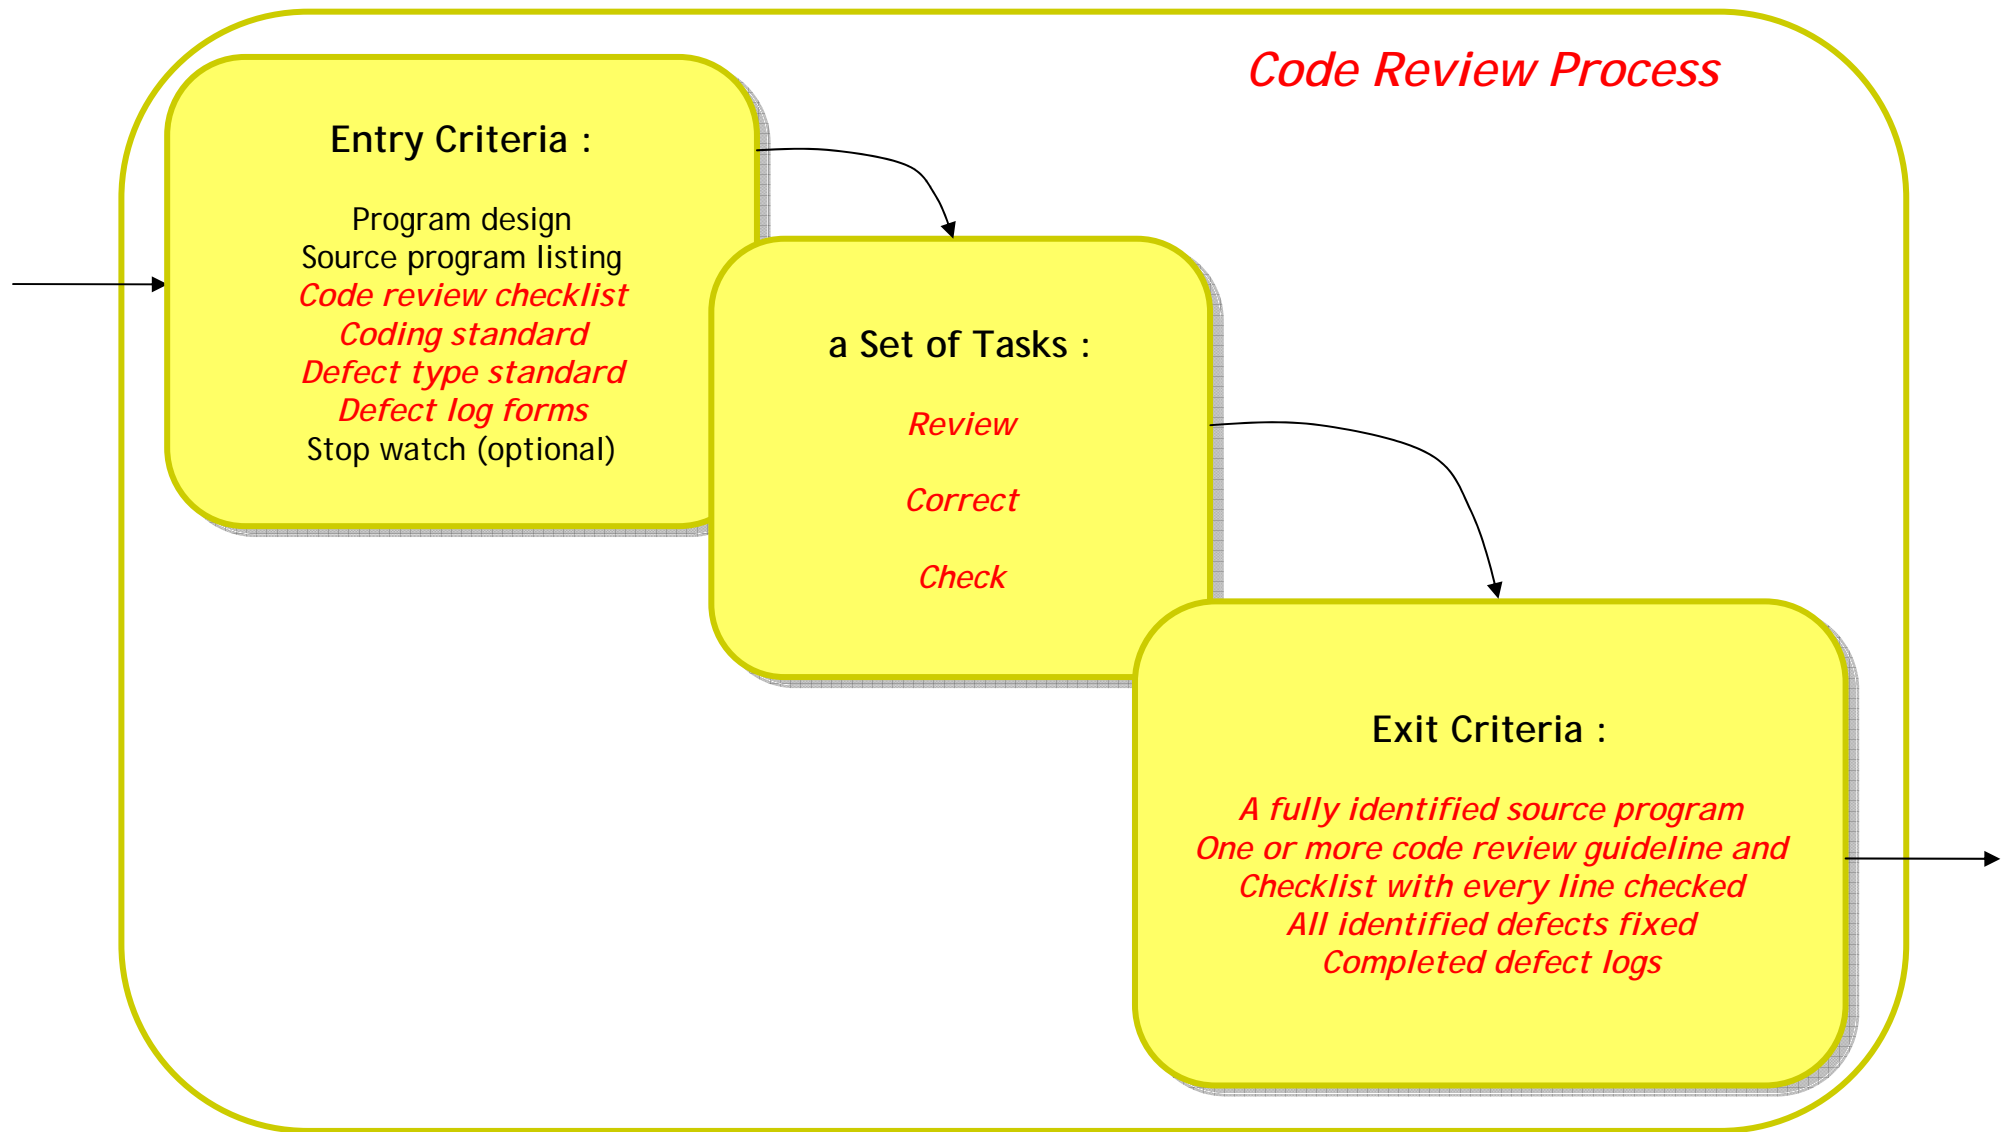 Code Review Process
Entry Criteria :
Program design
Source program listing
Code review checklist
Coding standard
Defect type standard
Defect log forms
Stop watch (optional)
a Set of Tasks :
Review
Correct
Check
Exit Criteria :
A fully identified source program
One or more code review guideline and
Checklist with every line checked
All identified defects fixed
Completed defect logs